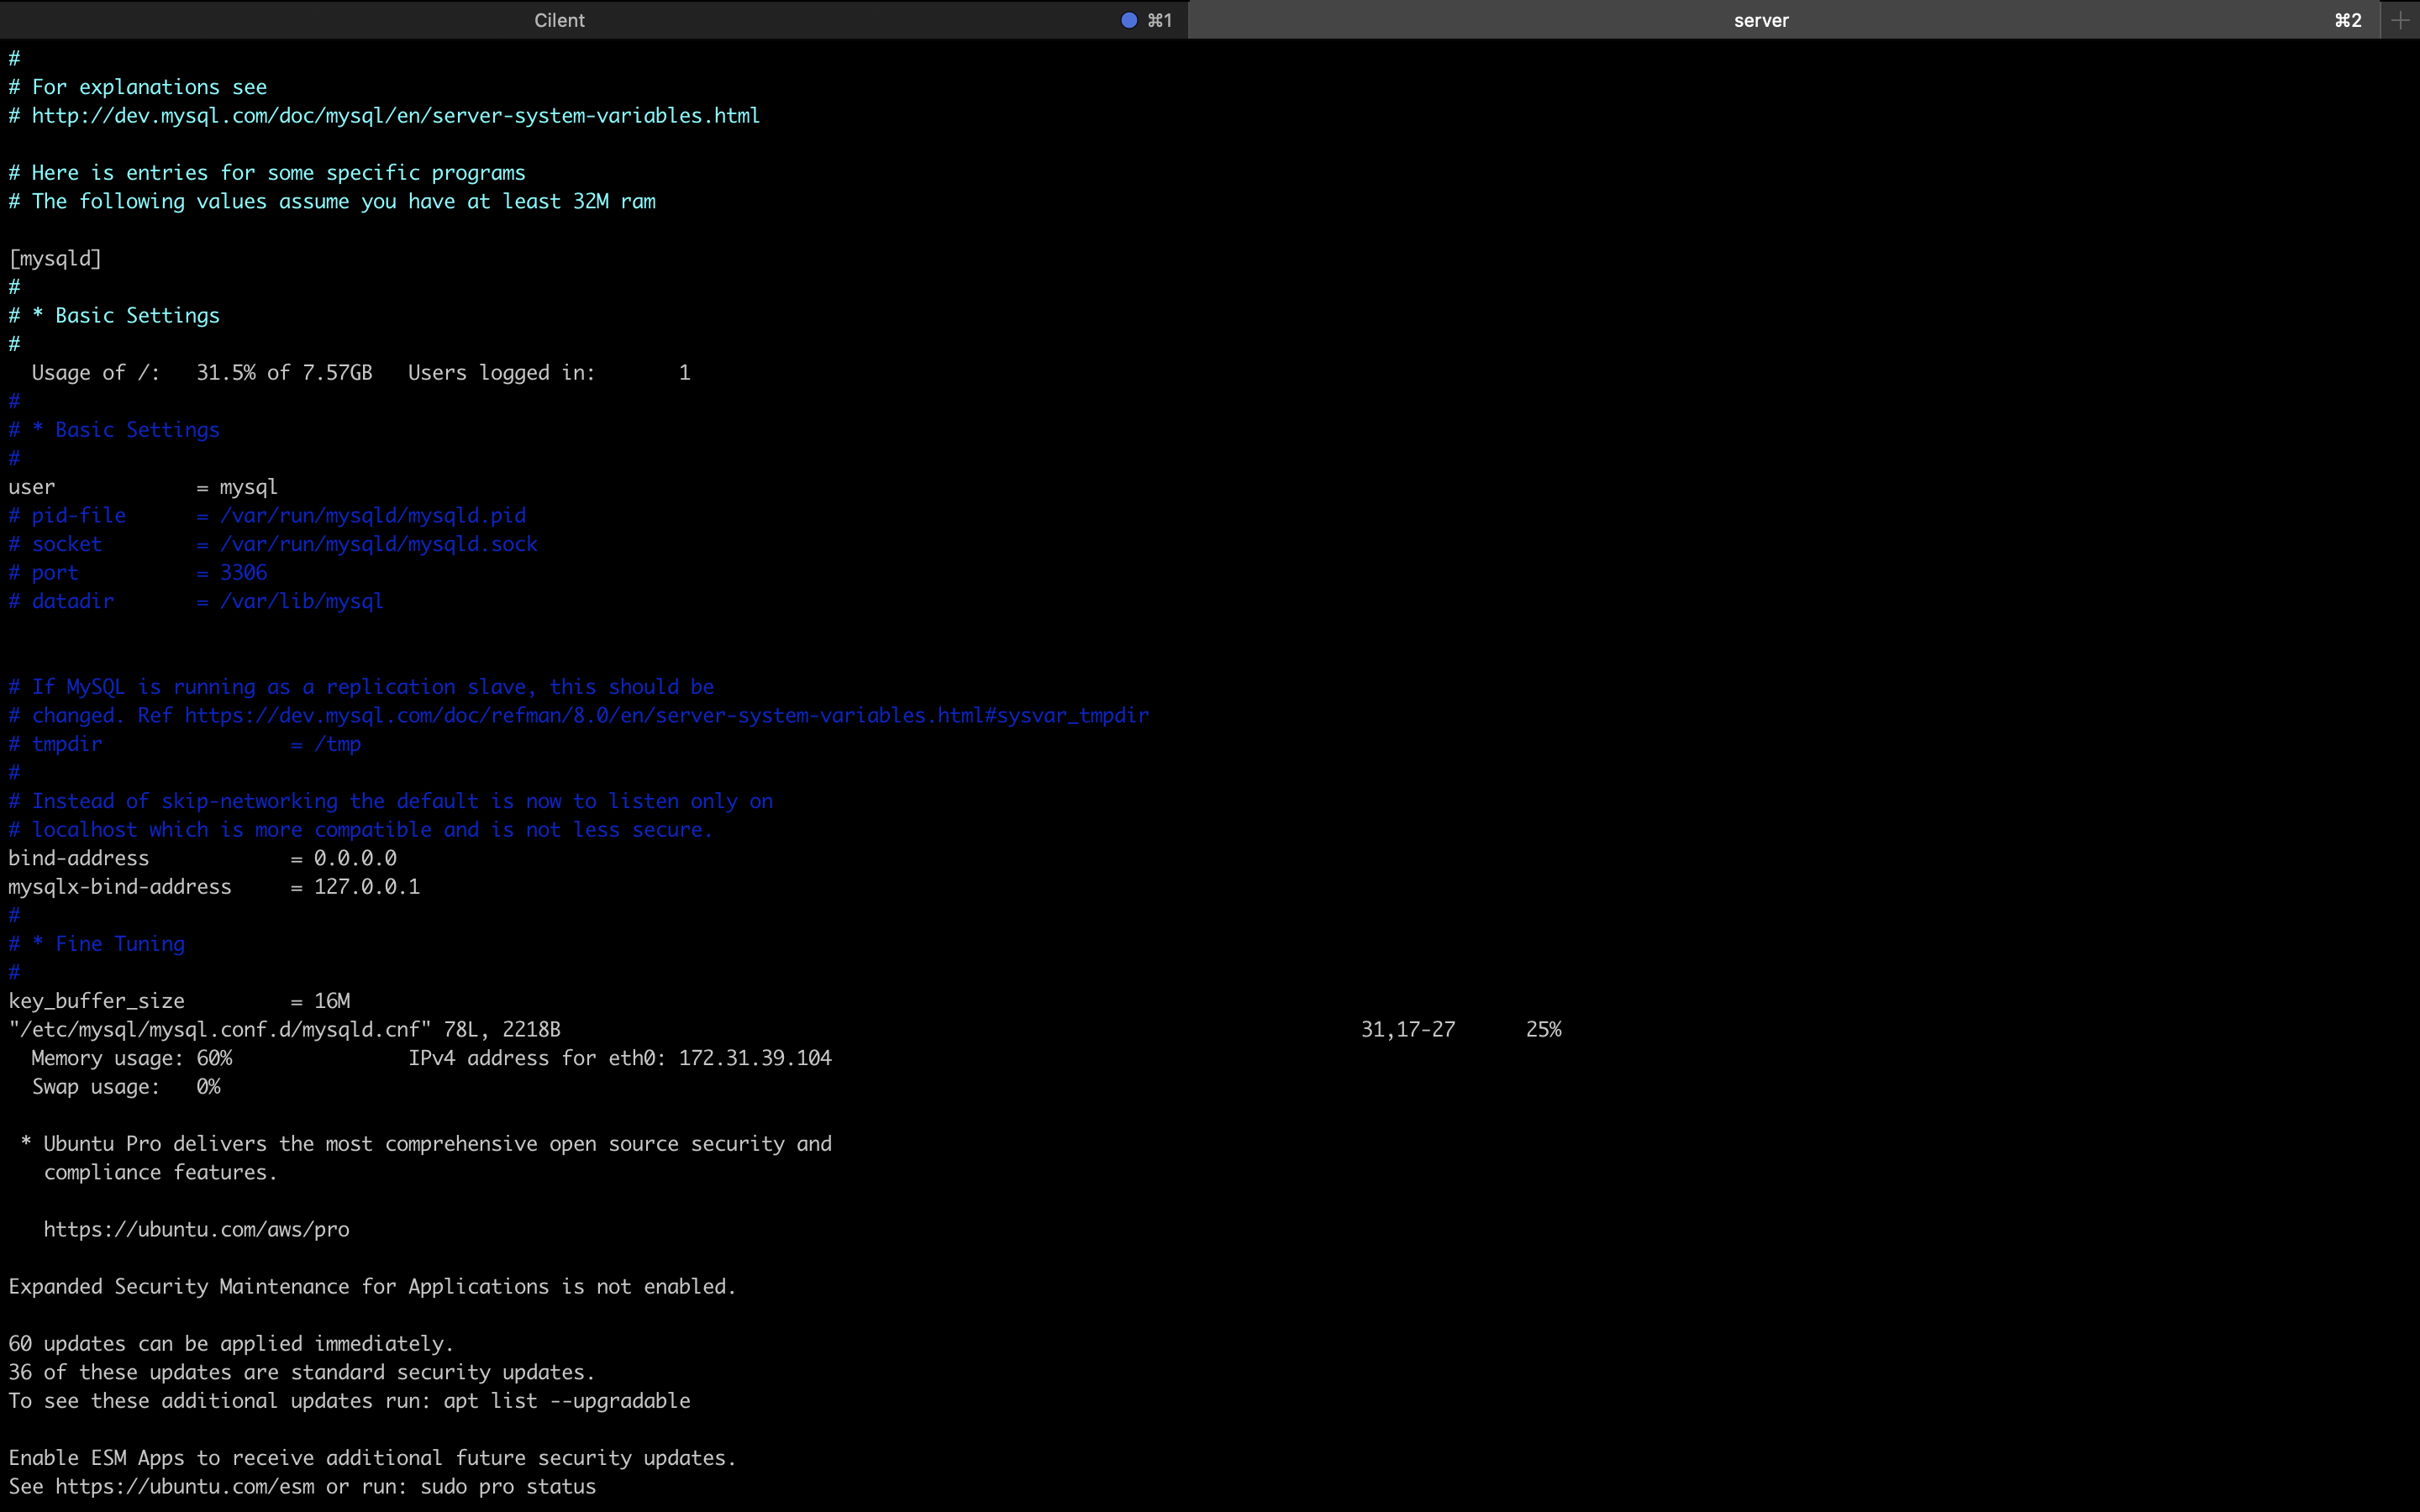 Cilent ⌘1 server ⌘2 +
#
# For explanations see
# http://dev.mysql.com/doc/mysql/en/server-system-variables.html
# Here is entries for some specific programs
# The following values assume you have at least 32M ram
[mysqld]
#
# * Basic Settings
#
Usage of /: 31.5% of 7.57GB Users logged in: 1
#
# * Basic Settings
#
user = mysql
# pid-file = /var/run/mysqld/mysqld.pid
# socket = /var/run/mysqld/mysqld.sock
# port = 3306
# datadir = /var/lib/mysql
# If MySQL is running as a replication slave, this should be
# changed. Ref https://dev.mysql.com/doc/refman/8.0/en/server-system-variables.html#sysvar_tmpdir
# tmpdir = /tmp
#
# Instead of skip-networking the default is now to listen only on
# localhost which is more compatible and is not less secure.
bind-address = 0.0.0.0
mysqlx-bind-address = 127.0.0.1
#
# * Fine Tuning
#
key_buffer_size = 16M
"/etc/mysql/mysql.conf.d/mysqld.cnf" 78L, 2218B 31,17-27 25%
Memory usage: 60% IPv4 address for eth0: 172.31.39.104
Swap usage: 0%
* Ubuntu Pro delivers the most comprehensive open source security and
compliance features.
https://ubuntu.com/aws/pro
Expanded Security Maintenance for Applications is not enabled.
60 updates can be applied immediately.
36 of these updates are standard security updates.
To see these additional updates run: apt list --upgradable
Enable ESM Apps to receive additional future security updates.
See https://ubuntu.com/esm or run: sudo pro status